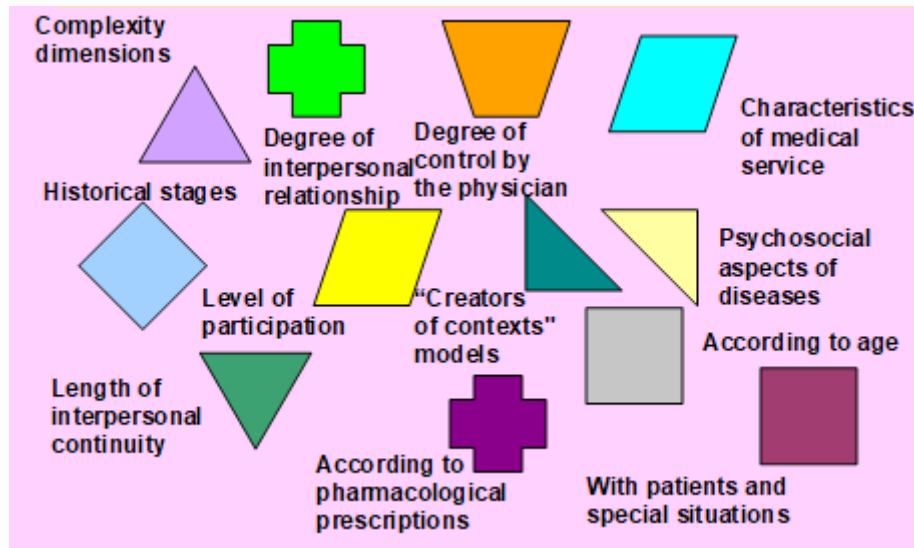 Complexity
dimensions
Degree of
interpersonal
relationship
Degree of
control by
the physician
Characteristics
of medical
service
Historical stages
Level of
participation
“Creators
of contexts"
models
Psychosocial
aspects of
diseases
According to age
Length of
interpersonal
continuity
According to
pharmacological
prescriptions
With patients and
special situations